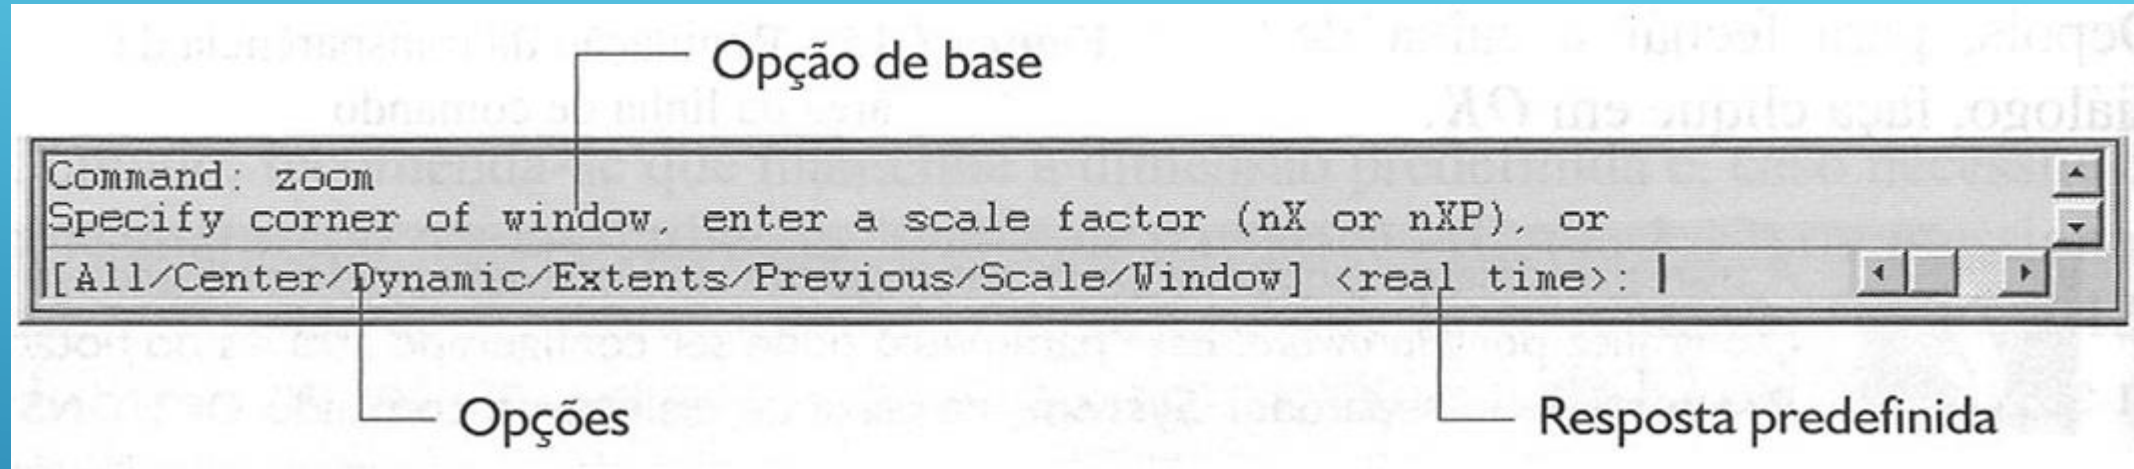 Opção de base
Command: zoom
Specify corner of window, enter a scale factor (nX or nXP), or
[All/Center/Dynamic/Extents/Previous/Scale/Window] <real time>:
Opções
Resposta predefinida